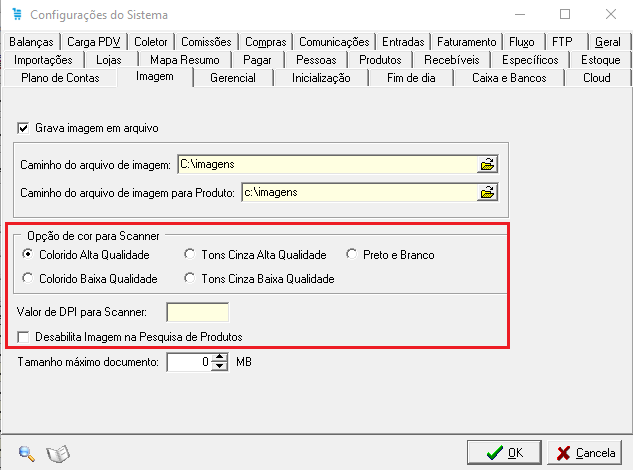 Configurações do Sistema
Balanças Carga PDV Coletor Comissões Compras Comunicações Entradas Faturamento Fluxo FTP Geral
Importações Lojas Mapa Resumo Pagar Pessoas Produtos Recebíveis Específicos Estoque
Plano de Contas Imagem Gerencial Inicialização Fim de dia Caixa e Bancos Cloud
Grava imagem em arquivo
Caminho do arquivo de imagem: C:\imagens
Caminho do arquivo de imagem para Produto: c:\imagens
Opção de cor para Scanner
Colorido Alta Qualidade Tons Cinza Alta Qualidade Preto e Branco
Colorido Baixa Qualidade Tons Cinza Baixa Qualidade
Valor de DPI para Scanner:
Desabilita Imagem na Pesquisa de Produtos
Tamanho máximo documento: 0 MB
OK Cancela